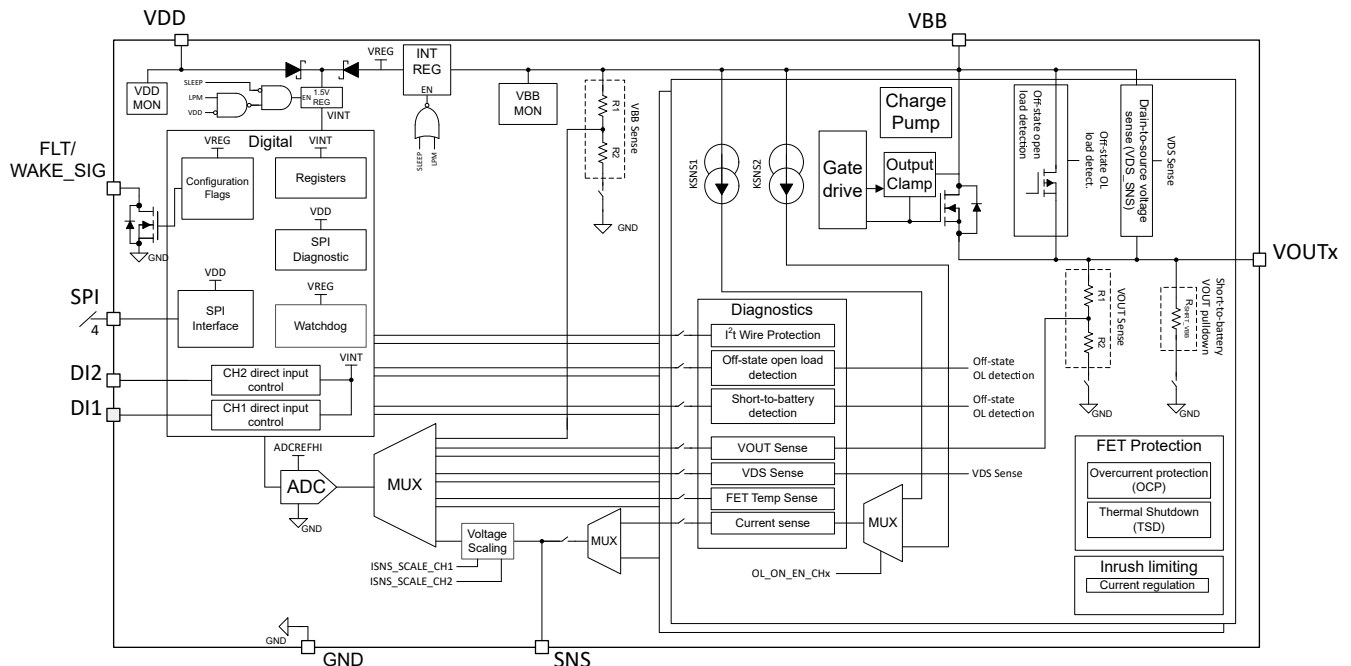 VDD
VBB
VREG
INT
REG
EN
VDD
MON
SLEEP
LPM
VDD
EN
1.5V
REG
VINT
VBB
MON
R1
R2
VBB Sense
GND
LPM
SLEEP
KSNS1
KSNS2
Charge
Pump
Gate
drive
Output
Clamp
Off-state open
load detection
Off-state OL
load detect.
Drain-to-source voltage
sense (VDS_SNS)
VDS Sense
FLT/
WAKE_SIG
GND
Digital
VREG
Configuration
Flags
VINT
Registers
VDD
SPI
Diagnostic
VDD
SPI
Interface
VREG
Watchdog
SPI
4
DI2
DI1
VINT
CH2 direct input
control
CH1 direct input
control
VOUTx
R1
R2
VOUT Sense
GND
RSHRT_VBB
Short-to-battery
VOUT pulldown
GND
Diagnostics
I2t Wire Protection
Off-state open load
detection
Off-state
OL detection
Short-to-battery
detection
Off-state
OL detection
VOUT Sense
VDS Sense
VDS Sense
FET Temp Sense
Current sense
MUX
OL_ON_EN_CHx
ADCREFHI
ADC
GND
MUX
Voltage
Scaling
ISNS_SCALE_CH1
ISNS_SCALE_CH2
MUX
FET Protection
Overcurrent protection
(OCP)
Thermal Shutdown
(TSD)
Inrush limiting
Current regulation
GND
GND
SNS